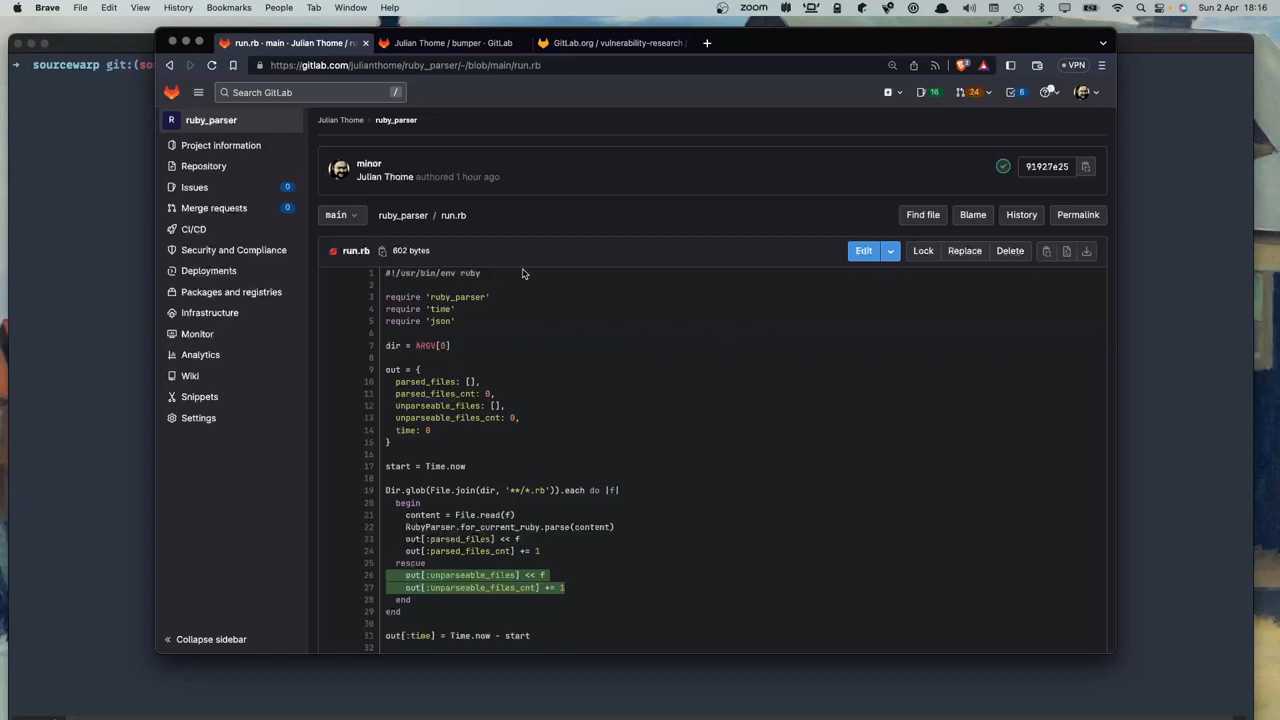 Brave File Edit View History Bookmarks People Tab Window Help zoom Sun 2 Apr 18:16
run.rb · main · Julian Thome / r
Julian Thome / bumper · GitLab
GitLab.org / vulnerability-research /
→ sourcewarp git:(so
https://gitlab.com/julianthome/ruby_parser/-/blob/main/run.rb
2
VPN
Search GitLab /
16 24 6
R ruby_parser
Project information
Repository
Issues 0
Merge requests 0
CI/CD
Security and Compliance
Deployments
Packages and registries
Infrastructure
Monitor
Analytics
Wiki
Snippets
Settings
Collapse sidebar
Julian Thome ruby_parser
minor
Julian Thome authored 1 hour ago
91927e25
main ruby_parser / run.rb
Find file Blame History Permalink
run.rb 602 bytes
Edit Lock Replace Delete
1 #!/usr/bin/env ruby
2
3 require 'ruby_parser'
4 require 'time'
5 require 'json'
6
7 dir = ARGV[0]
8
9 out = {
10 parsed_files: [],
11 parsed_files_cnt: 0,
12 unparseable_files: [],
13 unparseable_files_cnt: 0,
14 time: 0
15 }
16
17 start = Time.now
18
19 Dir.glob(File.join(dir, '**/*.rb')).each do |f|
20 begin
21 content = File.read(f)
22 RubyParser.for_current_ruby.parse(content)
23 out[:parsed_files] << f
24 out[:parsed_files_cnt] += 1
25 rescue
26 out[:unparseable_files] << f
27 out[:unparseable_files_cnt] += 1
28 end
29 end
30
31 out[:time] = Time.now - start
32